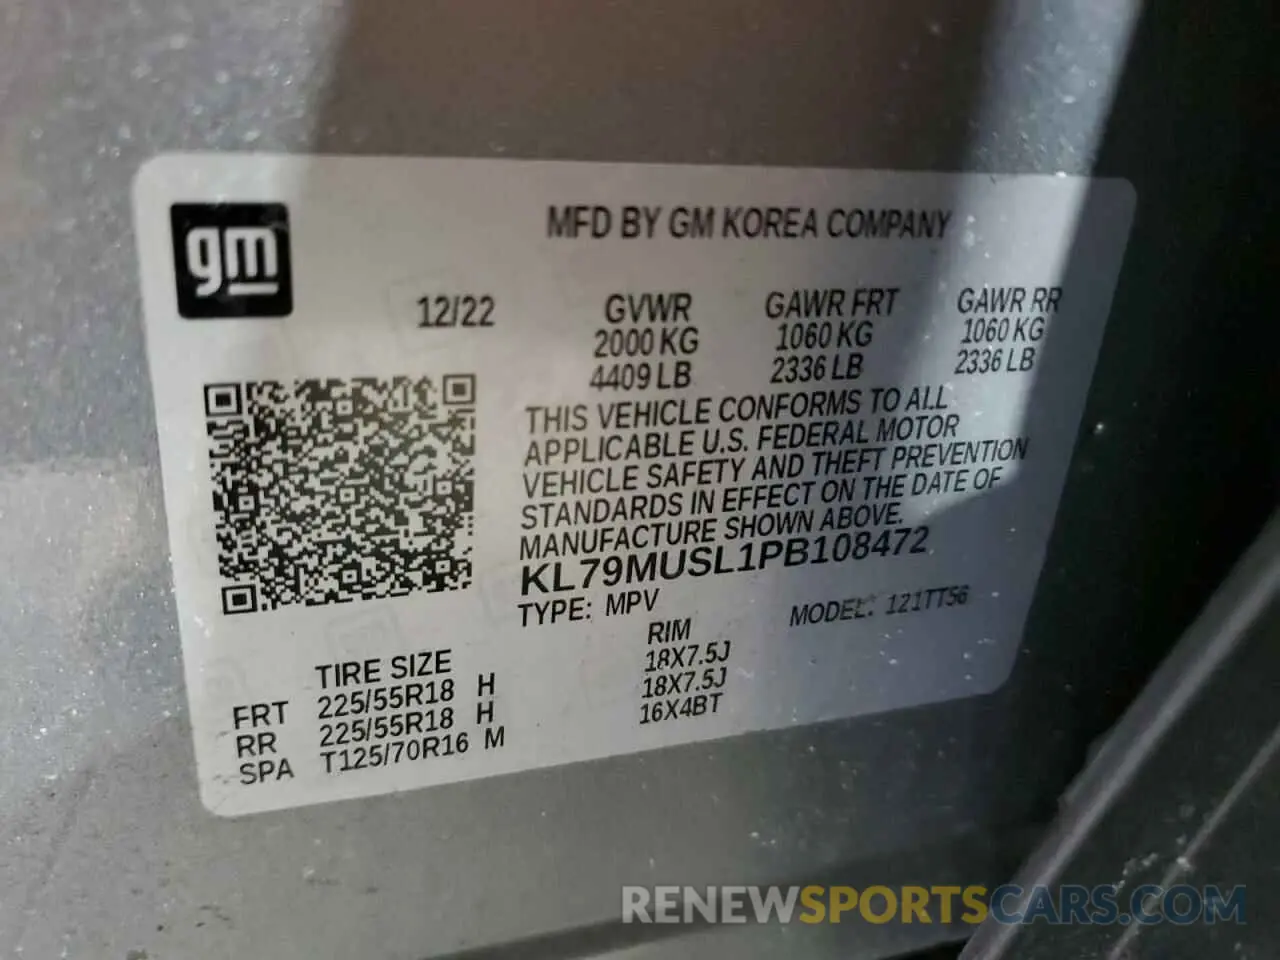 gm
MFD BY GM KOREA COMPANY
12/22 GVWR GAWR FRT GAWR RR
2000 KG 1060 KG 1060 KG
4409 LB 2336 LB 2336 LB
THIS VEHICLE CONFORMS TO ALL
APPLICABLE U.S. FEDERAL MOTOR
VEHICLE SAFETY AND THEFT PREVENTION
STANDARDS IN EFFECT ON THE DATE OF
MANUFACTURE SHOWN ABOVE.
KL79MUSL1PB108472
TYPE: MPV MODEL: 121TT56
TIRE SIZE RIM
FRT 225/55R18 H 18X7.5J
RR 225/55R18 H 18X7.5J
SPA T125/70R16 M 16X4BT
RENEWSPORTSCARS.COM